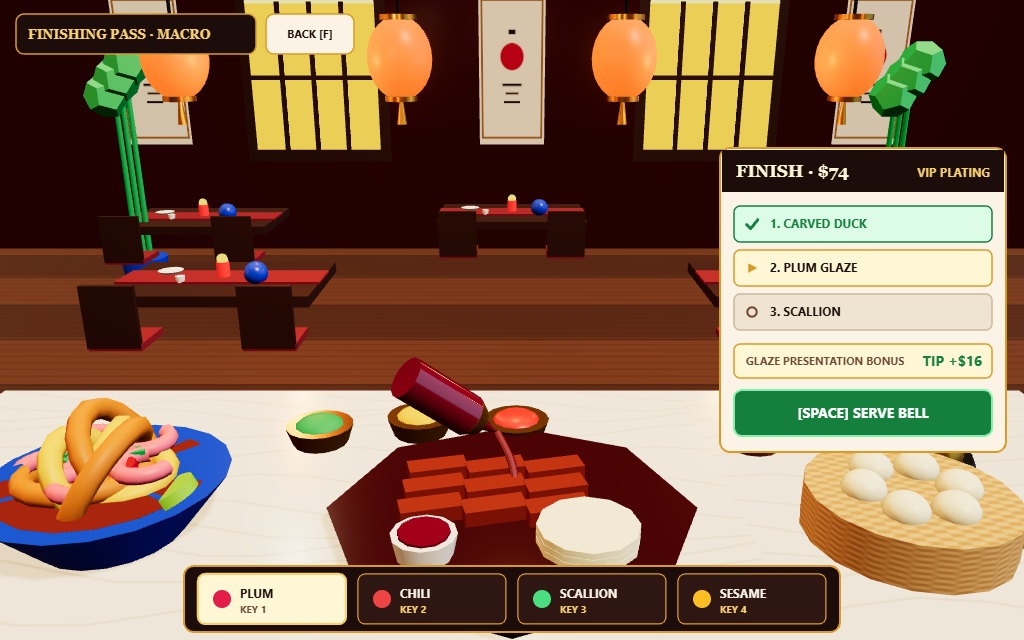 FINISHING PASS · MACRO
BACK [F]
FINISH · $74
VIP PLATING
1. CARVED DUCK
2. PLUM GLAZE
3. SCALLION
GLAZE PRESENTATION BONUS
TIP +$16
[SPACE] SERVE BELL
PLUM
KEY 1
CHILI
KEY 2
SCALLION
KEY 3
SESAME
KEY 4